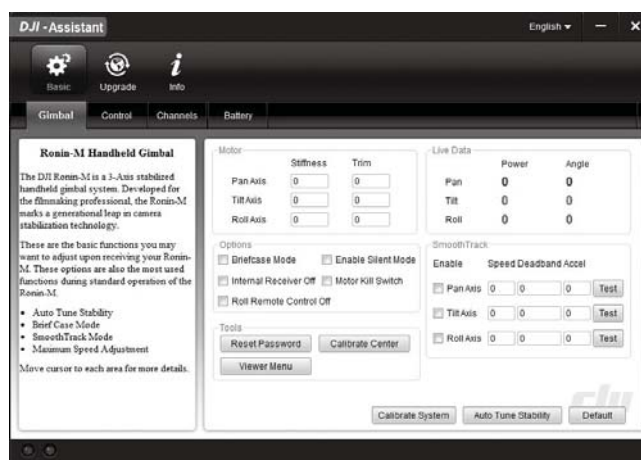 DJI - Assistant
English
Basic
Upgrade
Info
Gimbal
Control
Channels
Battery
Ronin-M Handheld Gimbal
The DJI Ronin-M is a 3-Axis stabilized
handheld gimbal system. Developed for
the filmmaking professional, the Ronin-M
marks a generational leap in camera
stabilization technology.
These are the basic functions you may
want to adjust upon receiving your Ronin-
M. These options are also the most used
functions during standard operation of the
Ronin-M.
• Auto Tune Stability
• Brief Case Mode
• SmoothTrack Mode
• Maximum Speed Adjustment
Move cursor to each area for more details.
Motor
Stiffness Trim
Pan Axis 0 0
Tilt Axis 0 0
Roll Axis 0 0
Options
Briefcase Mode Enable Silent Mode
Internal Receiver Off Motor Kill Switch
Roll Remote Control Off
Tools
Reset Password Calibrate Center
Viewer Menu
Live Data
Power Angle
Pan 0 0
Tilt 0 0
Roll 0 0
SmoothTrack
Enable Speed Deadband Accel
Pan Axis 0 0 0 Test
Tilt Axis 0 0 0 Test
Roll Axis 0 0 0 Test
dji
Calibrate System Auto Tune Stability Default